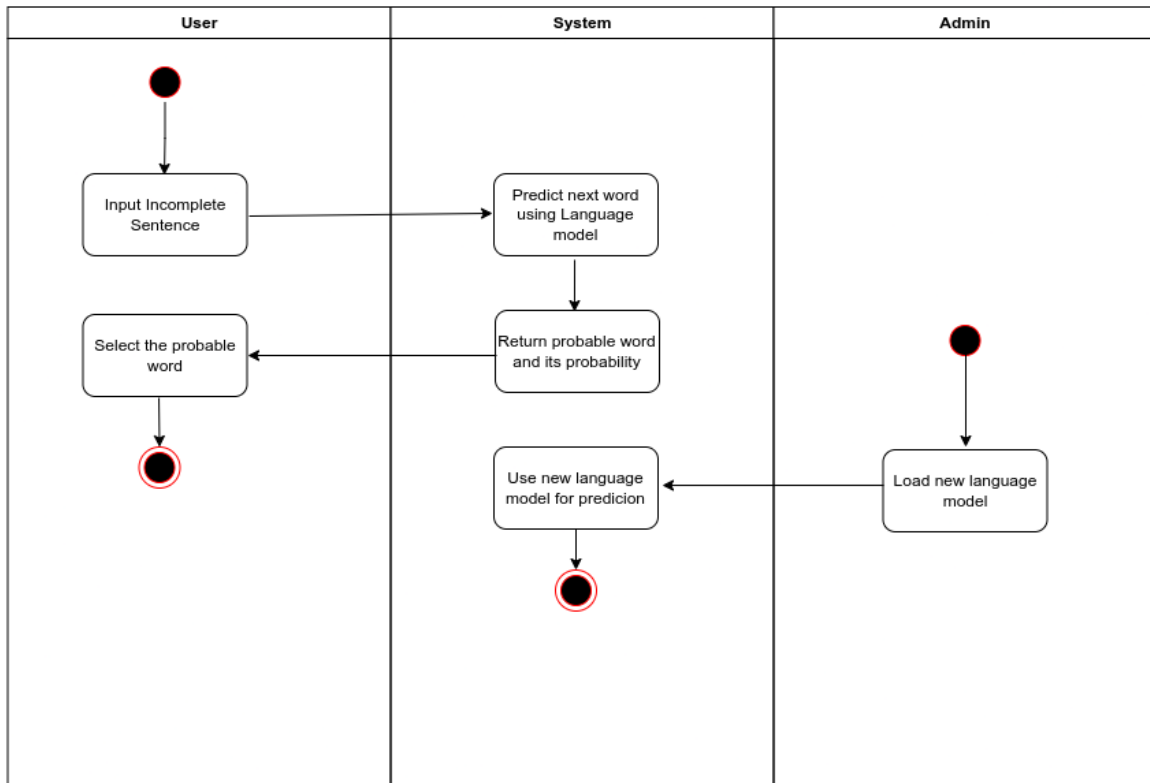 User
System
Admin
Input Incomplete
Sentence
Predict next word
using Language
model
Select the probable
word
Return probable word
and its probability
Use new language
model for predicion
Load new language
model